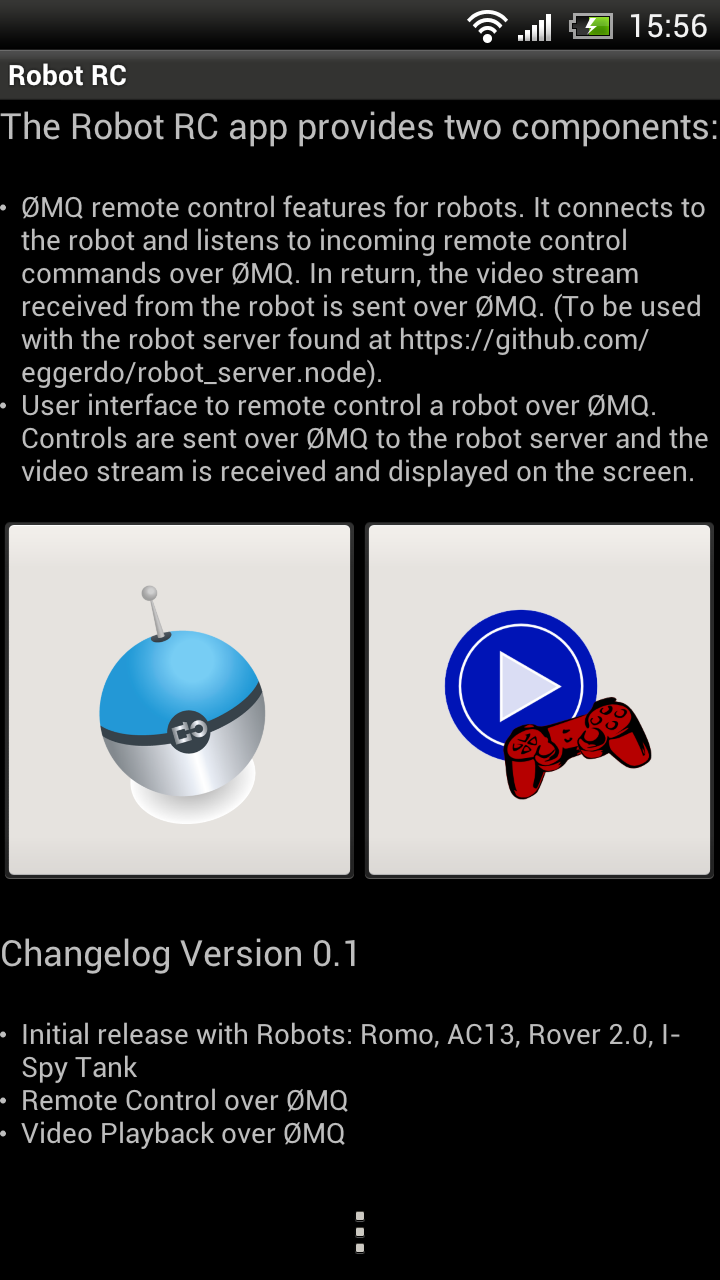 15:56
Robot RC
The Robot RC app provides two components:
• ØMQ remote control features for robots. It connects to
the robot and listens to incoming remote control
commands over ØMQ. In return, the video stream
received from the robot is sent over ØMQ. (To be used
with the robot server found at https://github.com/
eggerdo/robot_server.node).
• User interface to remote control a robot over ØMQ.
Controls are sent over ØMQ to the robot server and the
video stream is received and displayed on the screen.
Changelog Version 0.1
• Initial release with Robots: Romo, AC13, Rover 2.0, I-
Spy Tank
• Remote Control over ØMQ
• Video Playback over ØMQ